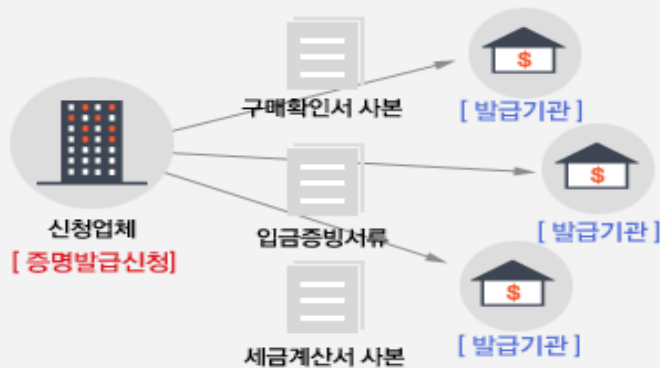 구매확인서 사본
[ 발급기관 ]
신청업체
[ 증명발급신청]
입금증빙서류
[ 발급기관 ]
세금계산서 사본
[ 발급기관 ]